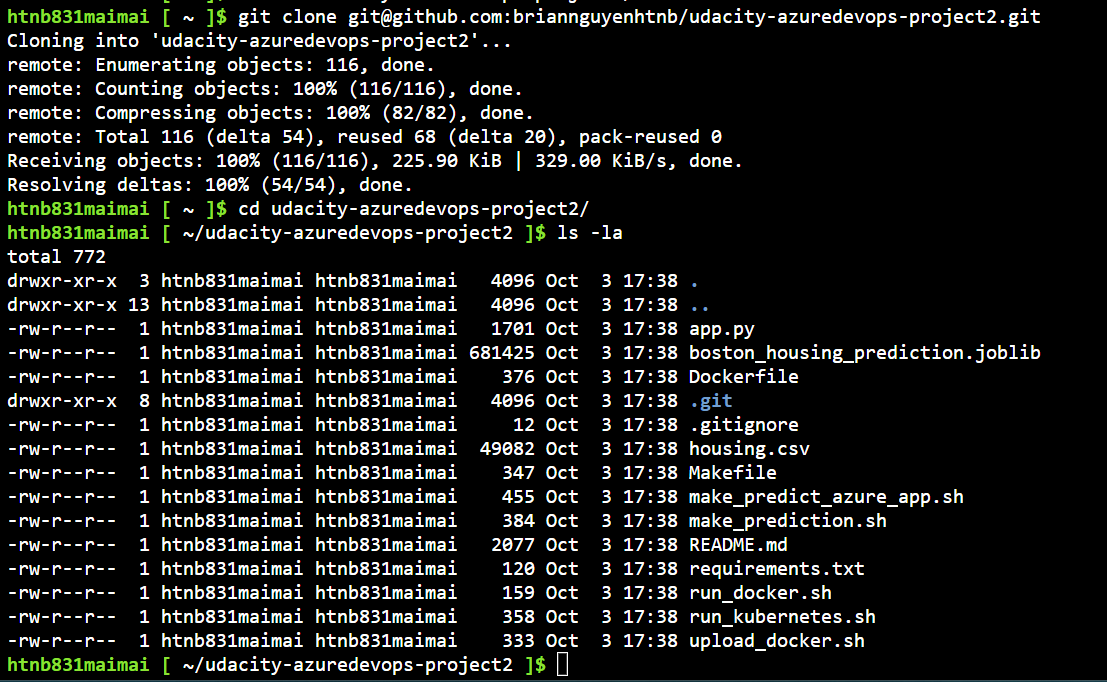 htnb831maimai [ ~ ]$ git clone git@github.com:briannguyenhtnb/udacity-azuredevops-project2.git
Cloning into 'udacity-azuredevops-project2'...
remote: Enumerating objects: 116, done.
remote: Counting objects: 100% (116/116), done.
remote: Compressing objects: 100% (82/82), done.
remote: Total 116 (delta 54), reused 68 (delta 20), pack-reused 0
Receiving objects: 100% (116/116), 225.90 KiB | 329.00 KiB/s, done.
Resolving deltas: 100% (54/54), done.
htnb831maimai [ ~ ]$ cd udacity-azuredevops-project2/
htnb831maimai [ ~/udacity-azuredevops-project2 ]$ ls -la
total 772
drwxr-xr-x  3 htnb831maimai htnb831maimai   4096 Oct  3 17:38 .
drwxr-xr-x 13 htnb831maimai htnb831maimai   4096 Oct  3 17:38 ..
-rw-r--r--  1 htnb831maimai htnb831maimai   1701 Oct  3 17:38 app.py
-rw-r--r--  1 htnb831maimai htnb831maimai 681425 Oct  3 17:38 boston_housing_prediction.joblib
-rw-r--r--  1 htnb831maimai htnb831maimai    376 Oct  3 17:38 Dockerfile
drwxr-xr-x  8 htnb831maimai htnb831maimai   4096 Oct  3 17:38 .git
-rw-r--r--  1 htnb831maimai htnb831maimai     12 Oct  3 17:38 .gitignore
-rw-r--r--  1 htnb831maimai htnb831maimai  49082 Oct  3 17:38 housing.csv
-rw-r--r--  1 htnb831maimai htnb831maimai    347 Oct  3 17:38 Makefile
-rw-r--r--  1 htnb831maimai htnb831maimai    455 Oct  3 17:38 make_predict_azure_app.sh
-rw-r--r--  1 htnb831maimai htnb831maimai    384 Oct  3 17:38 make_prediction.sh
-rw-r--r--  1 htnb831maimai htnb831maimai   2077 Oct  3 17:38 README.md
-rw-r--r--  1 htnb831maimai htnb831maimai    120 Oct  3 17:38 requirements.txt
-rw-r--r--  1 htnb831maimai htnb831maimai    159 Oct  3 17:38 run_docker.sh
-rw-r--r--  1 htnb831maimai htnb831maimai    358 Oct  3 17:38 run_kubernetes.sh
-rw-r--r--  1 htnb831maimai htnb831maimai    333 Oct  3 17:38 upload_docker.sh
htnb831maimai [ ~/udacity-azuredevops-project2 ]$